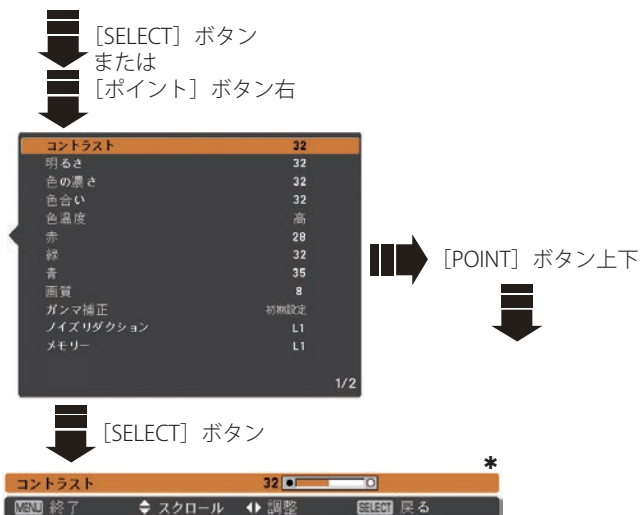 ［SELECT］ボタン
または
［ポイント］ボタン右
コントラスト 32
明るさ 32
色の濃さ 32
色合い 32
色温度 高
赤 28
緑 32
青 35
画質 8
ガンマ補正 初期設定
ノイズリダクション L1
メモリー L1
1/2
［POINT］ボタン上下
［SELECT］ボタン
*
コントラスト 32
MENU 終了 スクロール 調整 SELECT 戻る